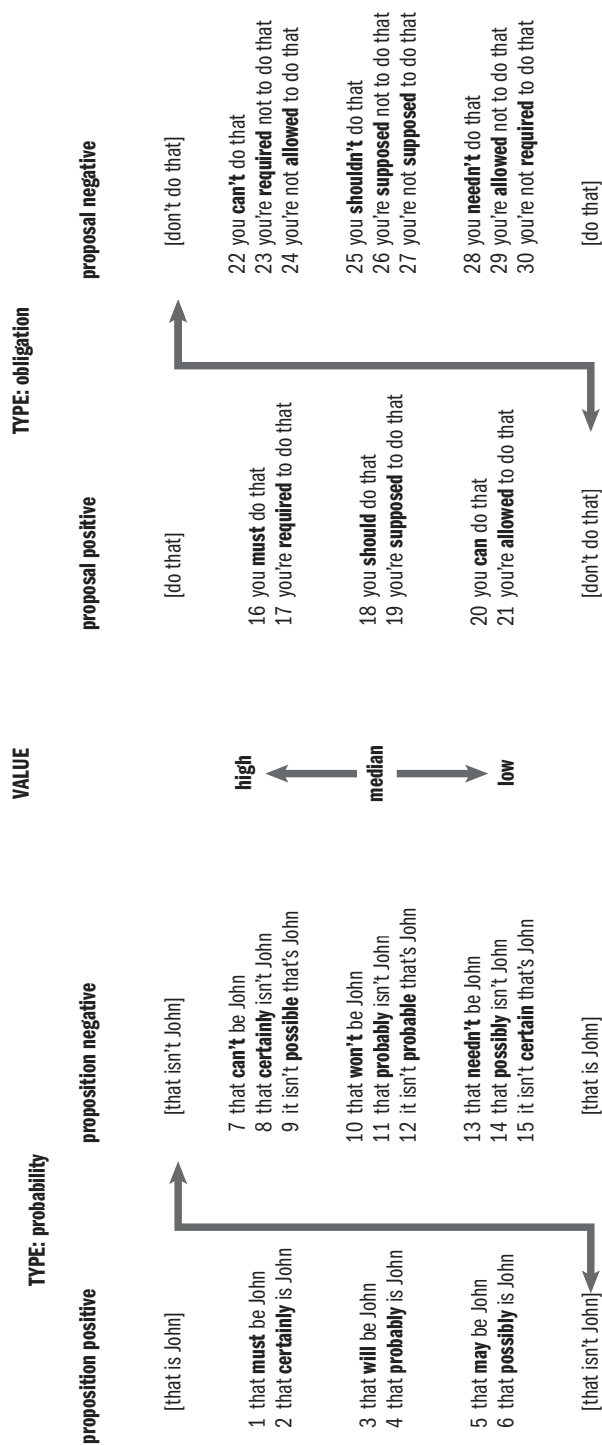 TYPE: probability
proposition positive
[that is John]
1 that must be John
2 that certainly is John
3 that will be John
4 that probably is John
5 that may be John
6 that possibly is John
[that isn't John]
proposition negative
[that isn't John]
7 that can't be John
8 that certainly isn't John
9 it isn't possible that's John
10 that won't be John
11 that probably isn't John
12 it isn't probable that's John
13 that needn't be John
14 that possibly isn't John
15 it isn't certain that's John
[that is John]
VALUE
high
median
low
TYPE: obligation
proposal positive
[do that]
16 you must do that
17 you're required to do that
18 you should do that
19 you're supposed to do that
20 you can do that
21 you're allowed to do that
[don't do that]
proposal negative
[don't do that]
22 you can't do that
23 you're required not to do that
24 you're not allowed to do that
25 you shouldn't do that
26 you're supposed not to do that
27 you're not supposed to do that
28 you needn't do that
29 you're allowed not to do that
30 you're not required to do that
[do that]